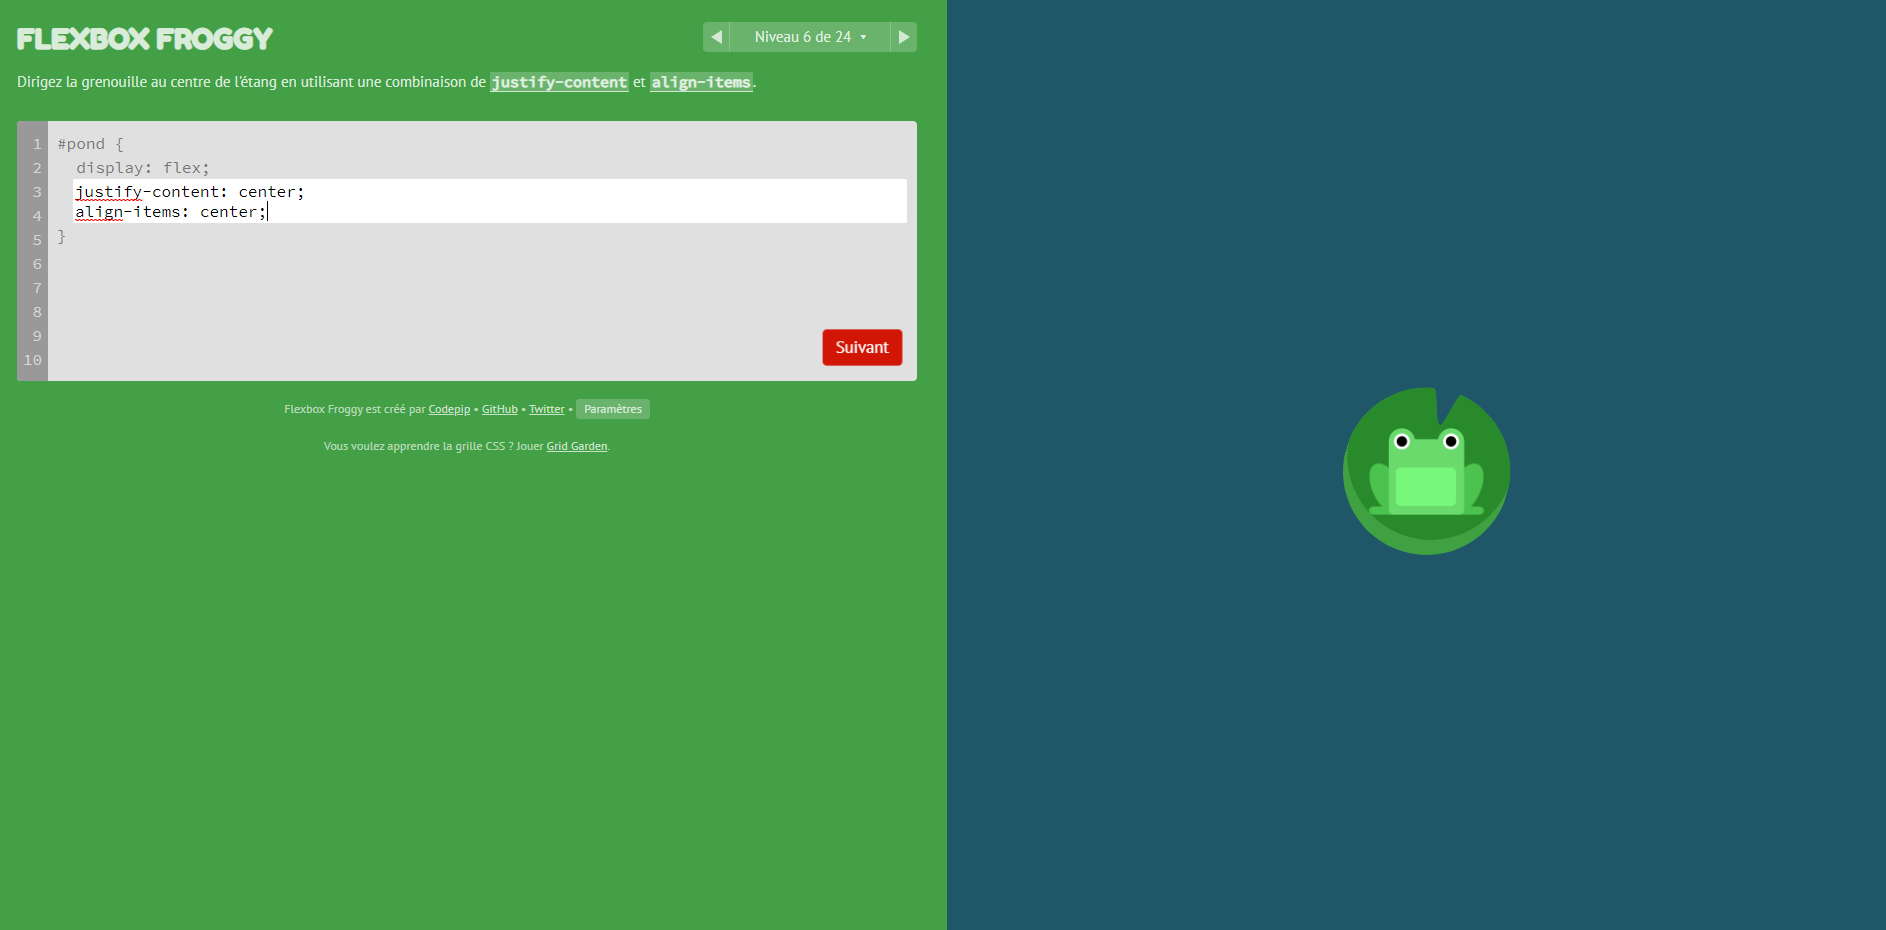 FLEXBOX FROGGY
◀ Niveau 6 de 24 ▼ ▶
Dirigez la grenouille au centre de l'étang en utilisant une combinaison de justify-content et align-items.
1 #pond {
2 display: flex;
3 justify-content: center;
4 align-items: center;
5 }
6
7
8
9
10
Suivant
Flexbox Froggy est créé par Codepip • GitHub • Twitter • Paramètres
Vous voulez apprendre la grille CSS ? Jouer Grid Garden.